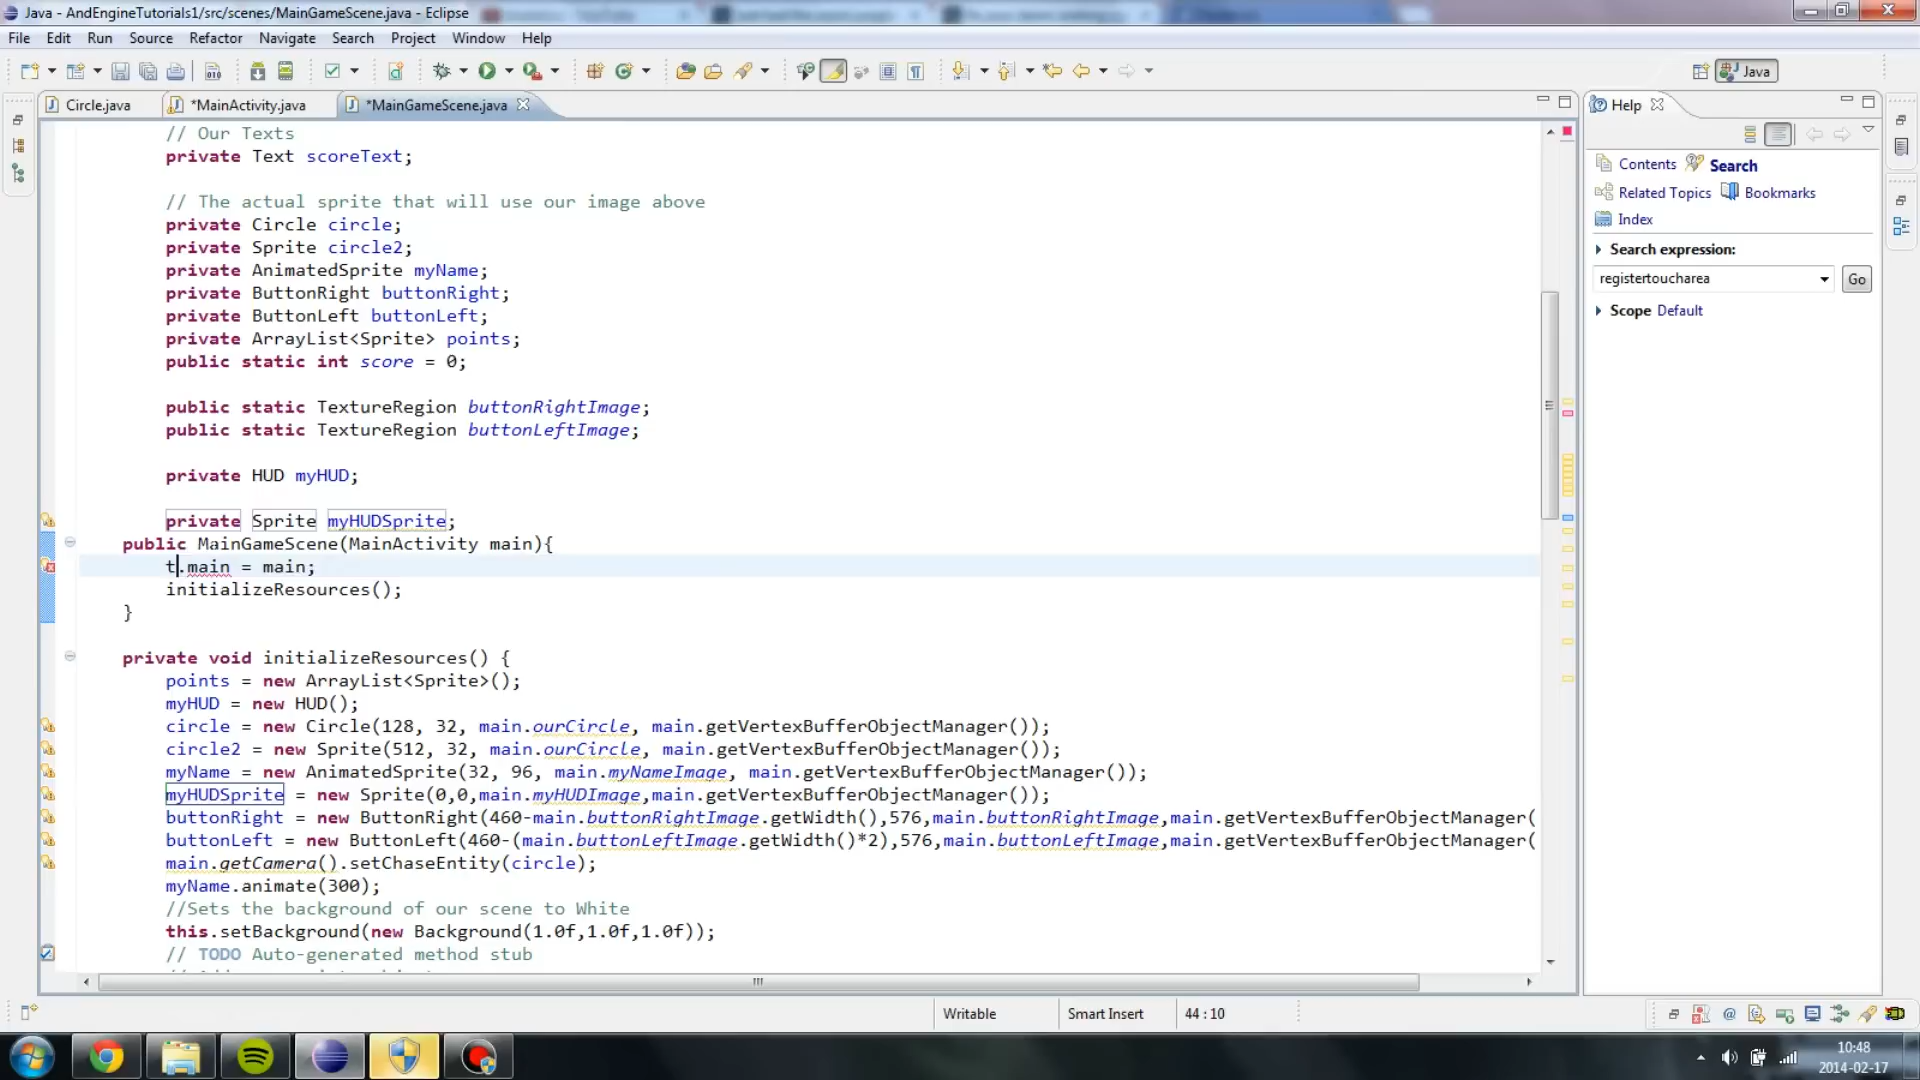 Java - AndEngineTutorials1/src/scenes/MainGameScene.java - Eclipse
File Edit Run Source Refactor Navigate Search Project Window Help
Java
Circle.java *MainActivity.java *MainGameScene.java
Help
// Our Texts
private Text scoreText;
// The actual sprite that will use our image above
private Circle circle;
private Sprite circle2;
private AnimatedSprite myName;
private ButtonRight buttonRight;
private ButtonLeft buttonLeft;
private ArrayList<Sprite> points;
public static int score = 0;
public static TextureRegion buttonRightImage;
public static TextureRegion buttonLeftImage;
private HUD myHUD;
private Sprite myHUDSprite;
public MainGameScene(MainActivity main){
t.main = main;
initializeResources();
}
private void initializeResources() {
points = new ArrayList<Sprite>();
myHUD = new HUD();
circle = new Circle(128, 32, main.ourCircle, main.getVertexBufferObjectManager());
circle2 = new Sprite(512, 32, main.ourCircle, main.getVertexBufferObjectManager());
myName = new AnimatedSprite(32, 96, main.myNameImage, main.getVertexBufferObjectManager());
myHUDSprite = new Sprite(0,0,main.myHUDImage,main.getVertexBufferObjectManager());
buttonRight = new ButtonRight(460-main.buttonRightImage.getWidth(),576,main.buttonRightImage,main.getVertexBufferObjectManager(
buttonLeft = new ButtonLeft(460-(main.buttonLeftImage.getWidth()*2),576,main.buttonLeftImage,main.getVertexBufferObjectManager(
main.getCamera().setChaseEntity(circle);
myName.animate(300);
//Sets the background of our scene to White
this.setBackground(new Background(1.0f,1.0f,1.0f));
// TODO Auto-generated method stub
Contents Search
Related Topics Bookmarks
Index
Search expression:
registertoucharea Go
Scope Default
Writable Smart Insert 44 : 10
10:48
2014-02-17